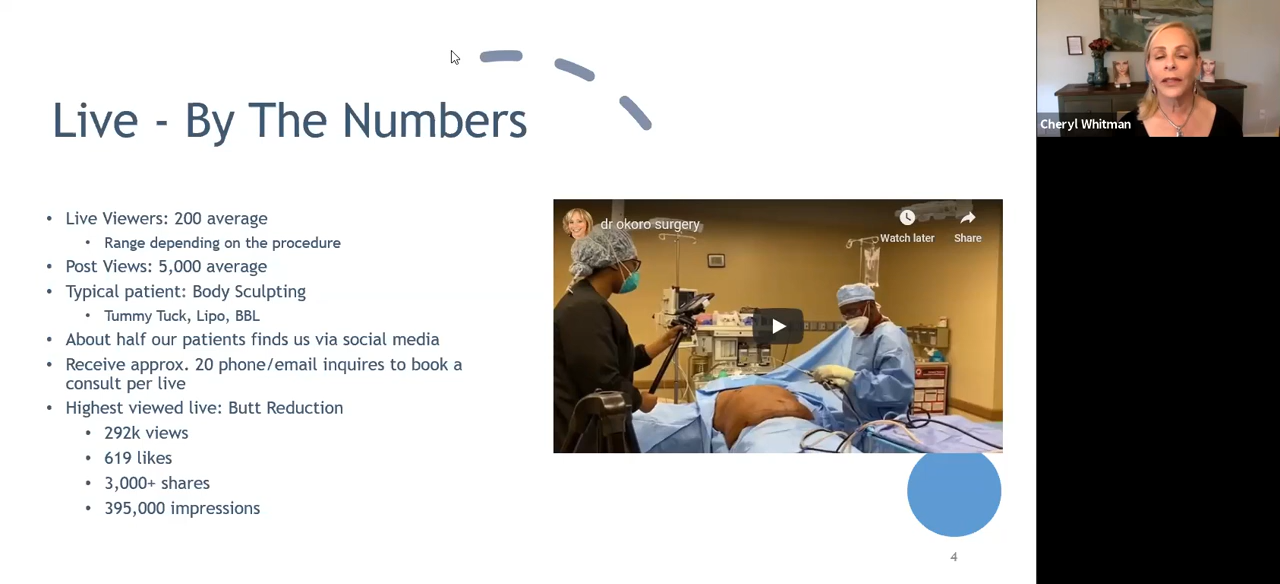 Live - By The Numbers
• Live Viewers: 200 average
• Range depending on the procedure
• Post Views: 5,000 average
• Typical patient: Body Sculpting
• Tummy Tuck, Lipo, BBL
• About half our patients finds us via social media
• Receive approx. 20 phone/email inquires to book a
consult per live
• Highest viewed live: Butt Reduction
• 292k views
• 619 likes
• 3,000+ shares
• 395,000 impressions
dr okoro surgery
Watch later
Share
4
Cheryl Whitman